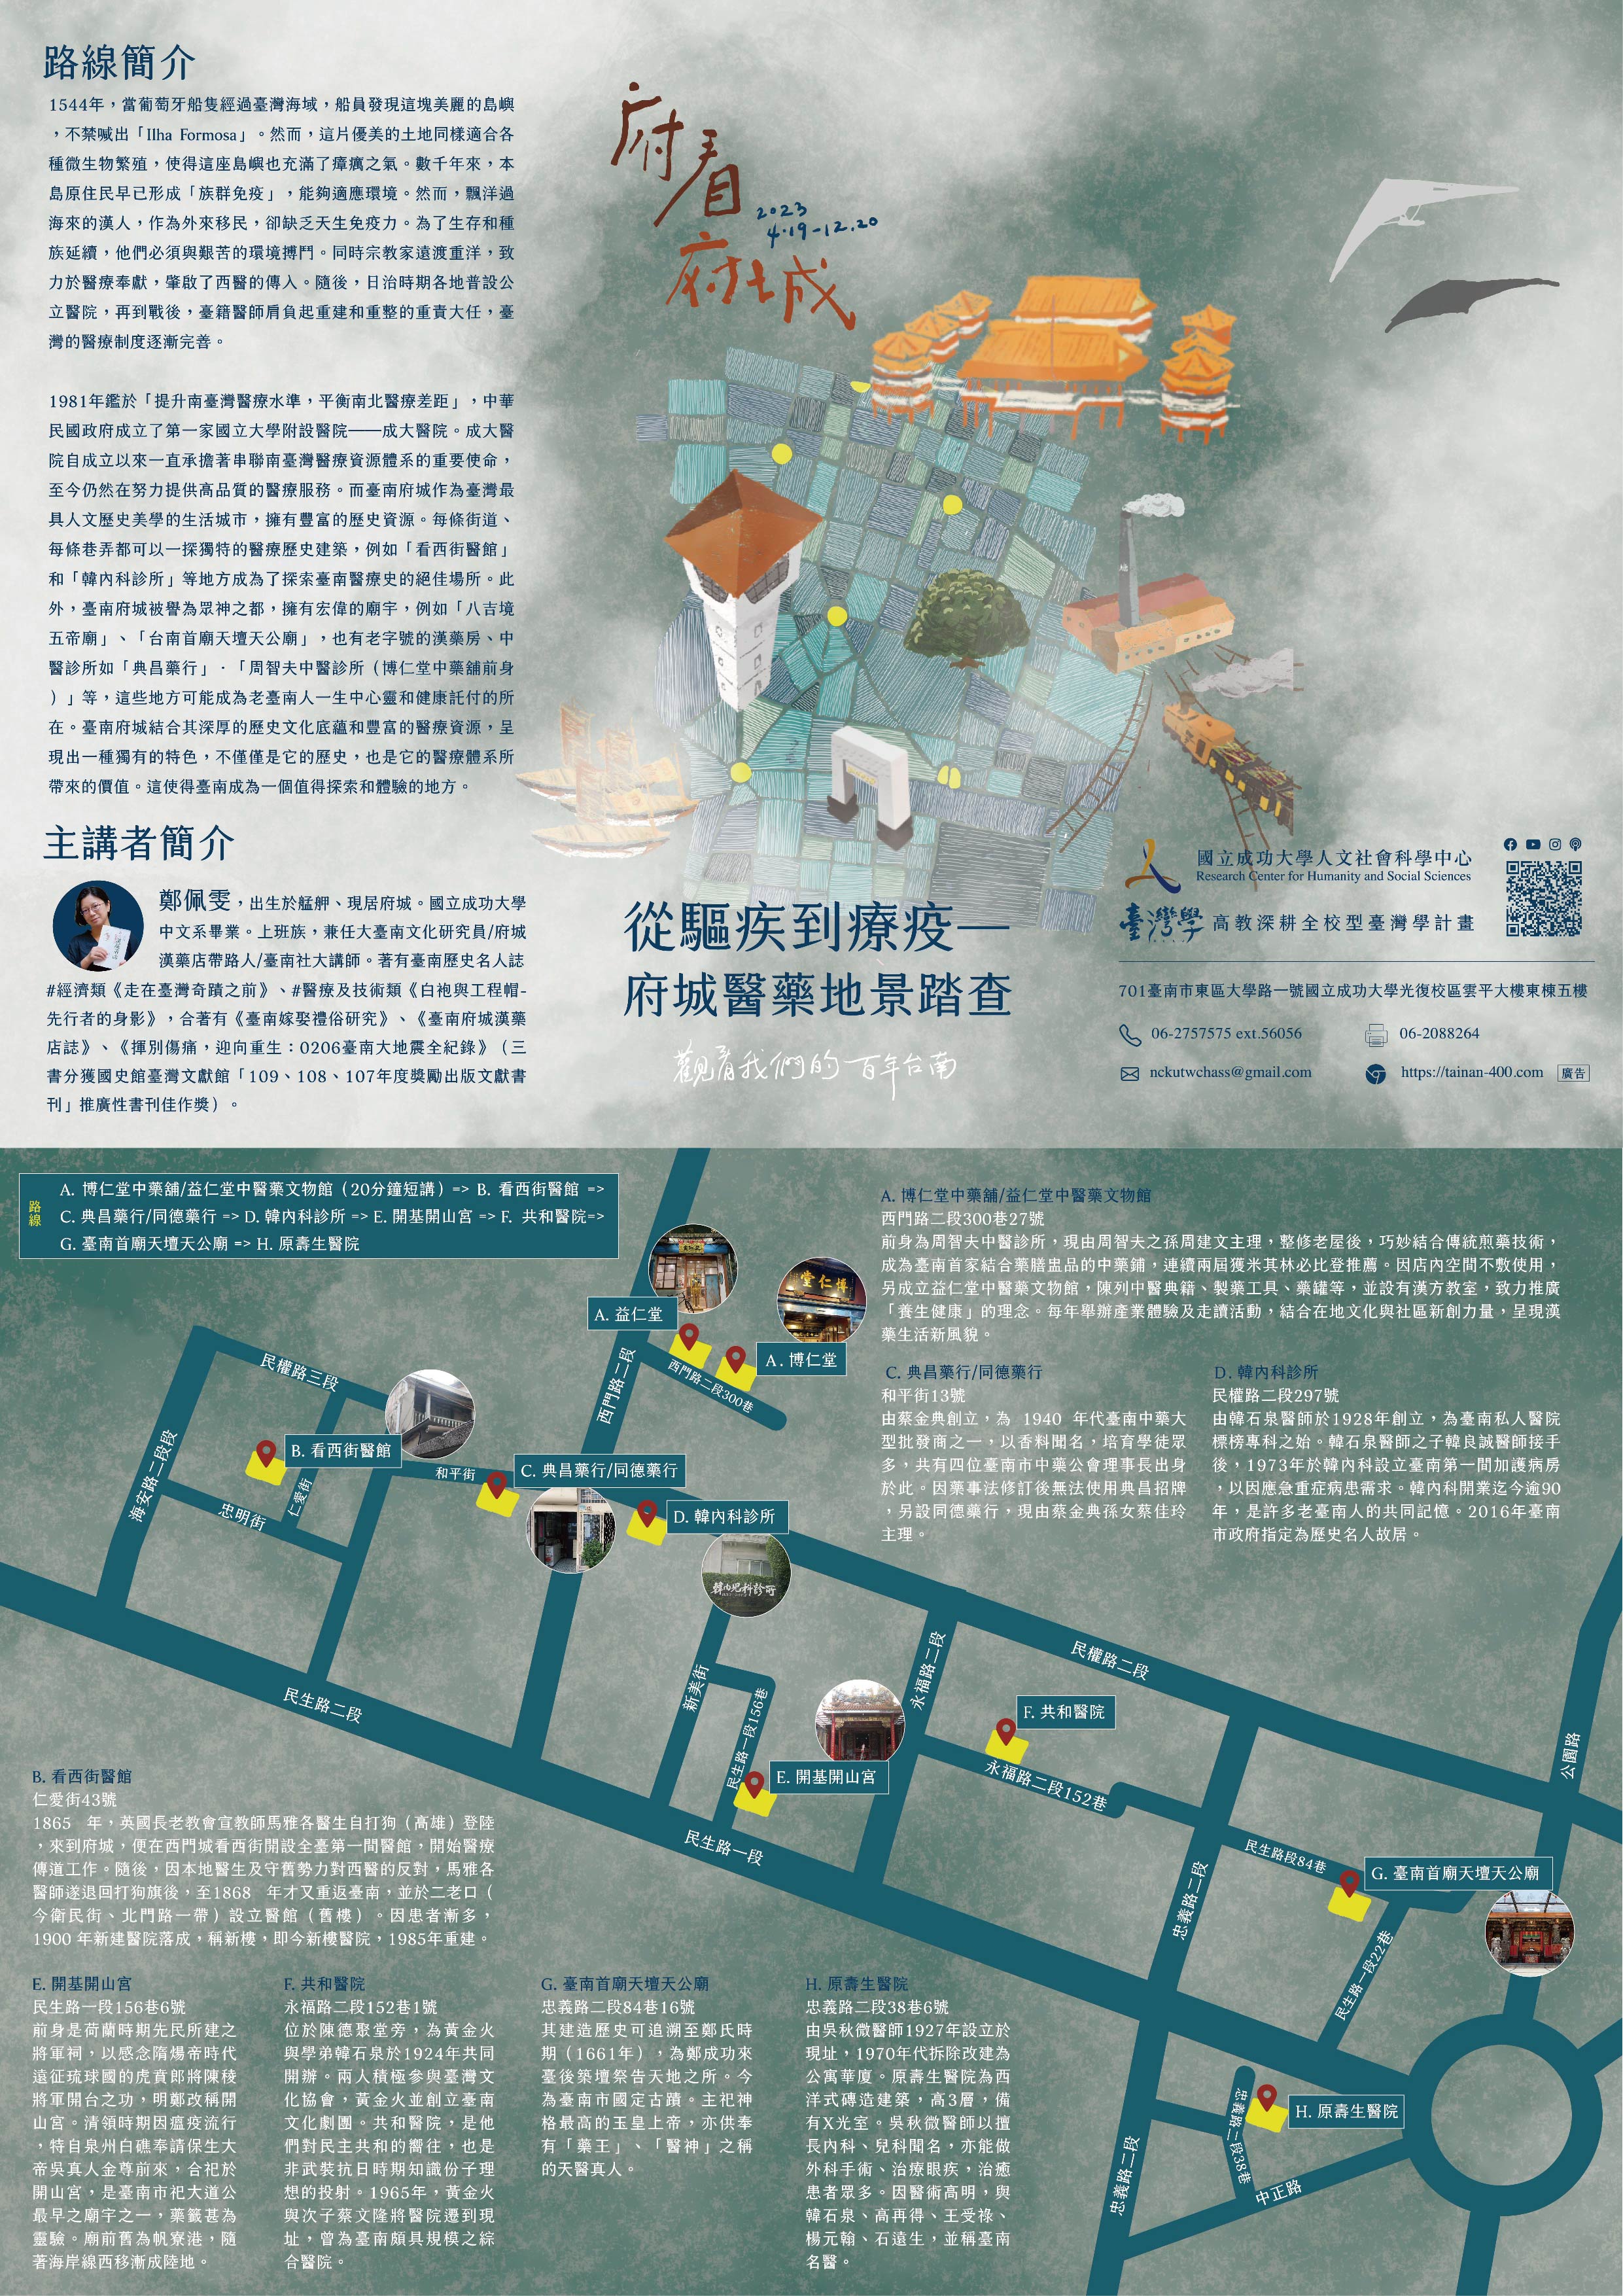 路線簡介
1544年，當葡萄牙船隻經過臺灣海域，船員發現這塊美麗的島嶼
，不禁喊出「Ilha Formosa」。然而，這片優美的土地同樣適合各
種微生物繁殖，使得這座島嶼也充滿了瘴癘之氣。數千年來，本
島原住民早已形成「族群免疫」，能夠適應環境。然而，飄洋過
海來的漢人，作為外來移民，卻缺乏天生免疫力。為了生存和種
族延續，他們必須與艱苦的環境搏鬥。同時宗教家遠渡重洋，致
力於醫療奉獻，肇啟了西醫的傳入。隨後，日治時期各地普設公
立醫院，再到戰後，臺籍醫師肩負起重建和重整的重責大任，臺
灣的醫療制度逐漸完善。
1981年鑑於「提升南臺灣醫療水準，平衡南北醫療差距」，中華
民國政府成立了第一家國立大學附設醫院——成大醫院。成大醫
院自成立以來一直承擔著串聯南臺灣醫療資源體系的重要使命，
至今仍然在努力提供高品質的醫療服務。而臺南府城作為臺灣最
具人文歷史美學的生活城市，擁有豐富的歷史資源。每條街道、
每條巷弄都可以一探獨特的醫療歷史建築，例如「看西街醫館」
和「韓內科診所」等地方成為了探索臺南醫療史的絕佳場所。此
外，臺南府城被譽為眾神之都，擁有宏偉的廟宇，例如「八吉境
五帝廟」、「台南首廟天壇天公廟」，也有老字號的漢藥房、中
醫診所如「典昌藥行」．「周智夫中醫診所（博仁堂中藥舖前身
）」等，這些地方可能成為老臺南人一生中心靈和健康託付的所
在。臺南府城結合其深厚的歷史文化底蘊和豐富的醫療資源，呈
現出一種獨有的特色，不僅僅是它的歷史，也是它的醫療體系所
帶來的價值。這使得臺南成為一個值得探索和體驗的地方。
主講者簡介
鄭佩雯，出生於艋舺、現居府城。國立成功大學
中文系畢業。上班族，兼任大臺南文化研究員/府城
漢藥店帶路人/臺南社大講師。著有臺南歷史名人誌
#經濟類《走在臺灣奇蹟之前》、#醫療及技術類《白袍與工程帽-
先行者的身影》，合著有《臺南嫁娶禮俗研究》、《臺南府城漢藥
店誌》、《揮別傷痛，迎向重生：0206臺南大地震全紀錄》（三
書分獲國史館臺灣文獻館「109、108、107年度獎勵出版文獻書
刊」推廣性書刊佳作獎）。
府看
府城
2023
4.19-12.20
從驅疾到療疫—
府城醫藥地景踏查
觀看我們的一百年台南
國立成功大學人文社會科學中心
Research Center for Humanity and Social Sciences
臺灣學 高教深耕全校型臺灣學計畫
701臺南市東區大學路一號國立成功大學光復校區雲平大樓東棟五樓
06-2757575 ext.56056
06-2088264
nckutwchass@gmail.com
https://tainan-400.com
廣告
路線
A. 博仁堂中藥舖/益仁堂中醫藥文物館（20分鐘短講）=> B. 看西街醫館 =>
C. 典昌藥行/同德藥行 => D. 韓內科診所 => E. 開基開山宮 => F. 共和醫院=>
G. 臺南首廟天壇天公廟 => H. 原壽生醫院
A. 博仁堂中藥舖/益仁堂中醫藥文物館
西門路二段300巷27號
前身為周智夫中醫診所，現由周智夫之孫周建文主理，整修老屋後，巧妙結合傳統煎藥技術，
成為臺南首家結合藥膳盅品的中藥鋪，連續兩屆獲米其林必比登推薦。因店內空間不敷使用，
另成立益仁堂中醫藥文物館，陳列中醫典籍、製藥工具、藥罐等，並設有漢方教室，致力推廣
「養生健康」的理念。每年舉辦產業體驗及走讀活動，結合在地文化與社區新創力量，呈現漢
藥生活新風貌。
C. 典昌藥行/同德藥行
和平街13號
由蔡金典創立，為 1940 年代臺南中藥大
型批發商之一，以香料聞名，培育學徒眾
多，共有四位臺南市中藥公會理事長出身
於此。因藥事法修訂後無法使用典昌招牌
，另設同德藥行，現由蔡金典孫女蔡佳玲
主理。
D. 韓內科診所
民權路二段297號
由韓石泉醫師於1928年創立，為臺南私人醫院
標榜專科之始。韓石泉醫師之子韓良誠醫師接手
後，1973年於韓內科設立臺南第一間加護病房
，以因應急重症病患需求。韓內科開業迄今逾90
年，是許多老臺南人的共同記憶。2016年臺南
市政府指定為歷史名人故居。
A. 益仁堂
博仁堂
A. 博仁堂
西門路二段
西門路二段300巷
民權路三段
B. 看西街醫館
海安路二段段
仁愛街
忠明街
和平街
C. 典昌藥行/同德藥行
D. 韓內科診所
韓內兒科診所
民生路二段
新美街
民生路一段156巷
E. 開基開山宮
永福路二段
民權路二段
F. 共和醫院
永福路二段152巷
公園路
民生路一段
民生路段84巷
G. 臺南首廟天壇天公廟
忠義路二段
民生路一段22巷
忠義路二段38巷
H. 原壽生醫院
忠義路二段
中正路
B. 看西街醫館
仁愛街43號
1865 年，英國長老教會宣教師馬雅各醫生自打狗（高雄）登陸
，來到府城，便在西門城看西街開設全臺第一間醫館，開始醫療
傳道工作。隨後，因本地醫生及守舊勢力對西醫的反對，馬雅各
醫師遂退回打狗旗後，至1868 年才又重返臺南，並於二老口（
今衛民街、北門路一帶）設立醫館（舊樓）。因患者漸多，
1900 年新建醫院落成，稱新樓，即今新樓醫院，1985年重建。
E. 開基開山宮
民生路一段156巷6號
前身是荷蘭時期先民所建之
將軍祠，以感念隋煬帝時代
遠征琉球國的虎賁郎將陳稜
將軍開台之功，明鄭改稱開
山宮。清領時期因瘟疫流行
，特自泉州白礁奉請保生大
帝吳真人金尊前來，合祀於
開山宮，是臺南市祀大道公
最早之廟宇之一，藥籤甚為
靈驗。廟前舊為帆寮港，隨
著海岸線西移漸成陸地。
F. 共和醫院
永福路二段152巷1號
位於陳德聚堂旁，為黃金火
與學弟韓石泉於1924年共同
開辦。兩人積極參與臺灣文
化協會，黃金火並創立臺南
文化劇團。共和醫院，是他
們對民主共和的嚮往，也是
非武裝抗日時期知識份子理
想的投射。1965年，黃金火
與次子蔡文隆將醫院遷到現
址，曾為臺南頗具規模之綜
合醫院。
G. 臺南首廟天壇天公廟
忠義路二段84巷16號
其建造歷史可追溯至鄭氏時
期（1661年），為鄭成功來
臺後築壇祭告天地之所。今
為臺南市國定古蹟。主祀神
格最高的玉皇上帝，亦供奉
有「藥王」、「醫神」之稱
的天醫真人。
H. 原壽生醫院
忠義路二段38巷6號
由吳秋微醫師1927年設立於
現址，1970年代拆除改建為
公寓華廈。原壽生醫院為西
洋式磚造建築，高3層，備
有X光室。吳秋微醫師以擅
長內科、兒科聞名，亦能做
外科手術、治療眼疾，治癒
患者眾多。因醫術高明，與
韓石泉、高再得、王受祿、
楊元翰、石遠生，並稱臺南
名醫。